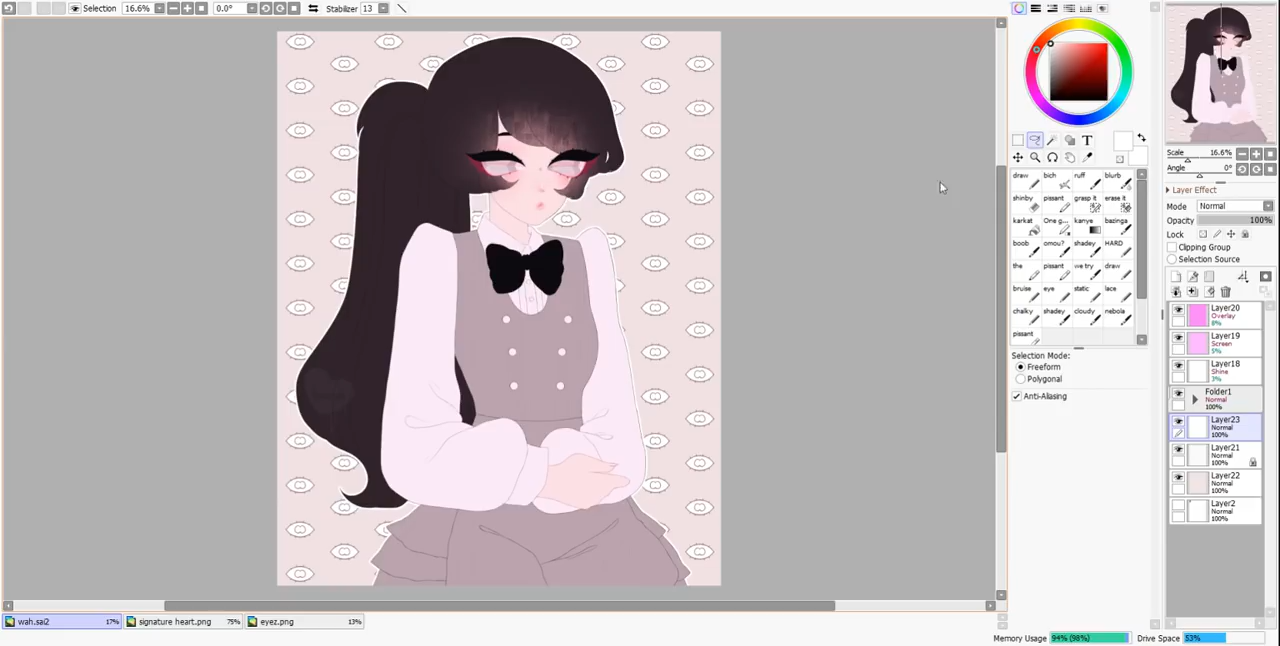 Selection 16.6% 0.0° Stabilizer 13
Scale 16.6%
Angle 0°
Layer Effect
Mode Normal
Opacity 100%
Lock
Clipping Group
Selection Source
T
draw bich ruff blurb
shinby pissant grasp it erase it
karkat One g... kanye bazinga
boob omou? shadey HARD
the pissant we try draw
bruise eye static lace
chalky shadey cloudy nebola
pissant
Selection Mode:
Freeform
Polygonal
Anti-Aliasing
Layer20
Overlay
8%
Layer19
Screen
5%
Layer18
Shine
3%
Folder1
Normal
100%
Layer23
Normal
100%
Layer21
Normal
100%
Layer22
Normal
100%
Layer2
Normal
100%
wah.sai2 17% signature heart.png 75% eyez.png 13%
Memory Usage 94% (98%) Drive Space 53%